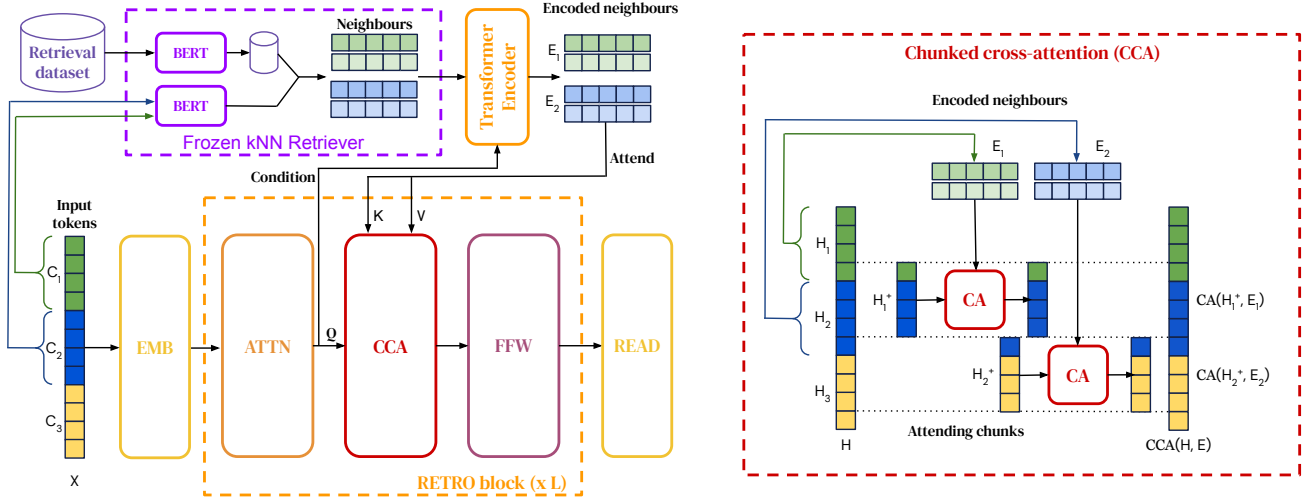 Retrieval
dataset
BERT
BERT
Neighbours
Frozen kNN Retriever
Transformer
Encoder
Encoded neighbours
E1
E2
Attend
Condition
K
V
Input
tokens
C1
C2
C3
X
EMB
ATTN
Q
CCA
FFW
READ
RETRO block (x L)
Chunked cross-attention (CCA)
Encoded neighbours
E1
E2
H1
H2
H3
H
H1+
CA
H2+
CA
Attending chunks
CA(H1+, E1)
CA(H2+, E2)
CCA(H, E)